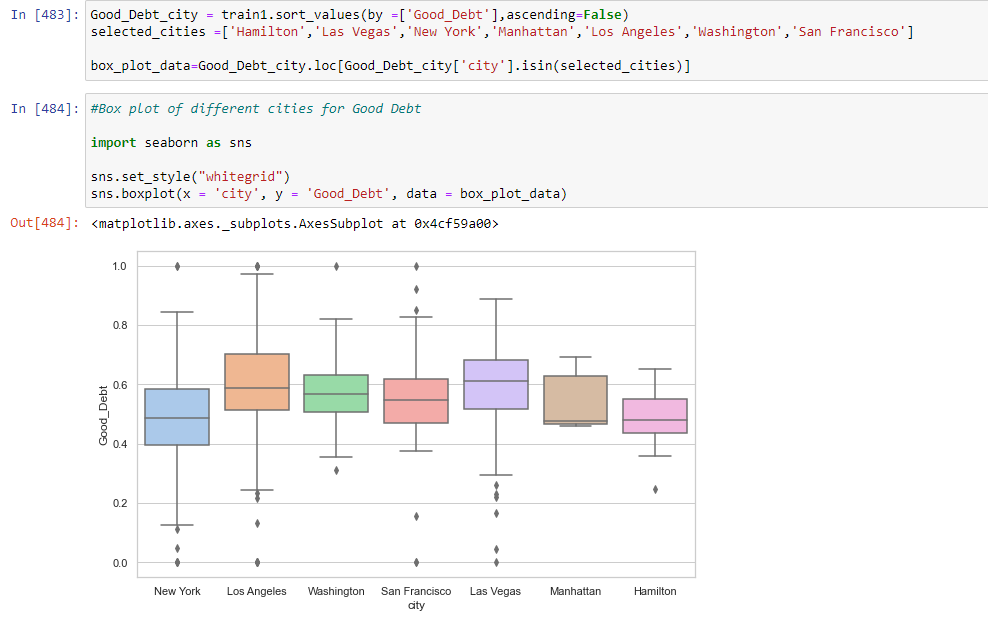 In [483]: Good_Debt_city = train1.sort_values(by =['Good_Debt'],ascending=False)
selected_cities =['Hamilton','Las Vegas','New York','Manhattan','Los Angeles','Washington','San Francisco']
box_plot_data=Good_Debt_city.loc[Good_Debt_city['city'].isin(selected_cities)]
In [484]: #Box plot of different cities for Good Debt
import seaborn as sns
sns.set_style("whitegrid")
sns.boxplot(x = 'city', y = 'Good_Debt', data = box_plot_data)
Out[484]: <matplotlib.axes._subplots.AxesSubplot at 0x4cf59a00>
1.0
0.8
0.6
0.4
0.2
0.0
Good_Debt
New York Los Angeles Washington San Francisco Las Vegas Manhattan Hamilton
city